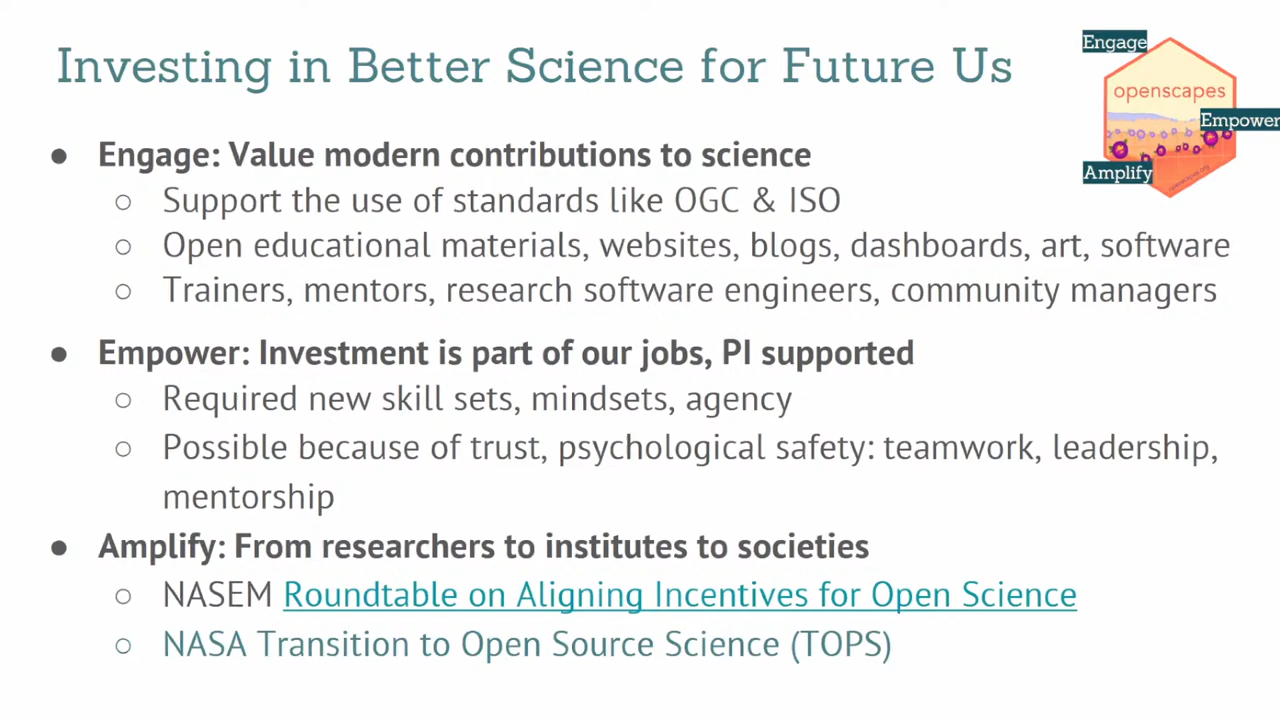 Investing in Better Science for Future Us
Engage
openscapes
Empower
Amplify
openscapes.org
● Engage: Value modern contributions to science
○ Support the use of standards like OGC & ISO
○ Open educational materials, websites, blogs, dashboards, art, software
○ Trainers, mentors, research software engineers, community managers
● Empower: Investment is part of our jobs, PI supported
○ Required new skill sets, mindsets, agency
○ Possible because of trust, psychological safety: teamwork, leadership,
mentorship
● Amplify: From researchers to institutes to societies
○ NASEM Roundtable on Aligning Incentives for Open Science
○ NASA Transition to Open Source Science (TOPS)